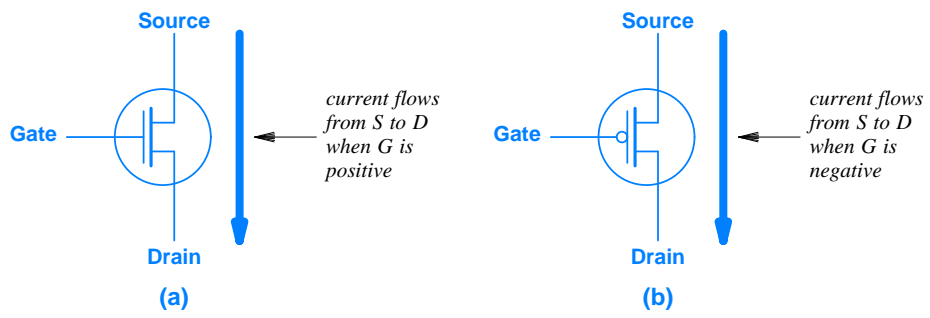 Source
Gate
current flows
from S to D
when G is
positive
Drain
(a)
Source
Gate
current flows
from S to D
when G is
negative
Drain
(b)